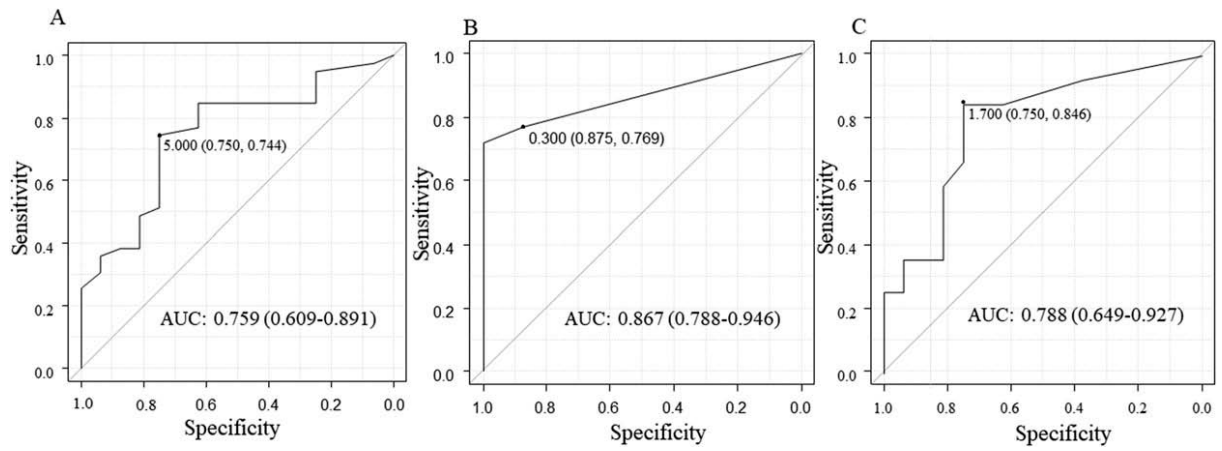 A
Sensitivity
1.0
0.8
0.6
0.4
0.2
0.0
5.000 (0.750, 0.744)
AUC: 0.759 (0.609-0.891)
1.0 0.8 0.6 0.4 0.2 0.0
Specificity
B
Sensitivity
1.0
0.8
0.6
0.4
0.2
0.0
0.300 (0.875, 0.769)
AUC: 0.867 (0.788-0.946)
1.0 0.8 0.6 0.4 0.2 0.0
Specificity
C
Sensitivity
1.0
0.8
0.6
0.4
0.2
0.0
1.700 (0.750, 0.846)
AUC: 0.788 (0.649-0.927)
1.0 0.8 0.6 0.4 0.2 0.0
Specificity